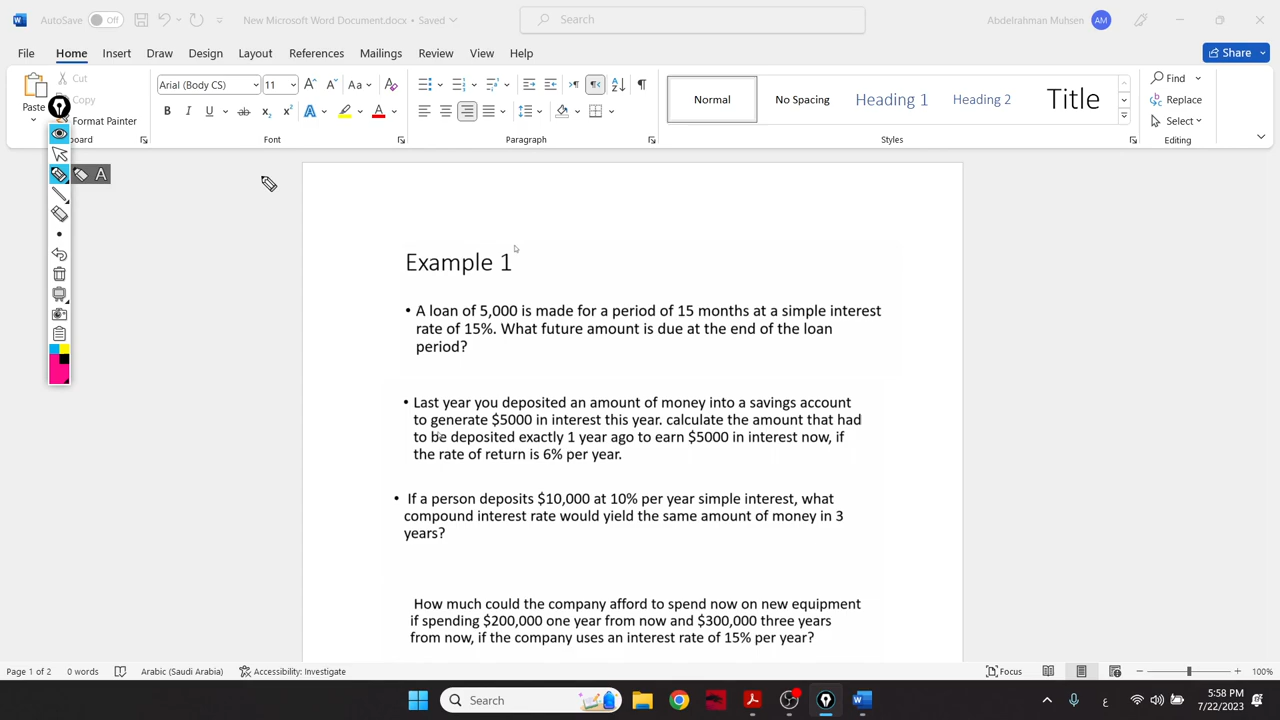 AutoSave Off New Microsoft Word Document.docx • Saved Search Abdelrahman Muhsen AM
File Home Insert Draw Design Layout References Mailings Review View Help Share
Paste Cut Copy Format Painter
Arial (Body CS) 11
Normal No Spacing Heading 1 Heading 2 Title
Find
Replace
Select
board Font Paragraph Styles Editing
A
Example 1
• A loan of 5,000 is made for a period of 15 months at a simple interest
rate of 15%. What future amount is due at the end of the loan
period?
• Last year you deposited an amount of money into a savings account
to generate $5000 in interest this year. calculate the amount that had
to be deposited exactly 1 year ago to earn $5000 in interest now, if
the rate of return is 6% per year.
• If a person deposits $10,000 at 10% per year simple interest, what
compound interest rate would yield the same amount of money in 3
years?
How much could the company afford to spend now on new equipment
if spending $200,000 one year from now and $300,000 three years
from now, if the company uses an interest rate of 15% per year?
Page 1 of 2 0 words Arabic (Saudi Arabia) Accessibility: Investigate Focus 100%
Search ع 5:58 PM
7/22/2023